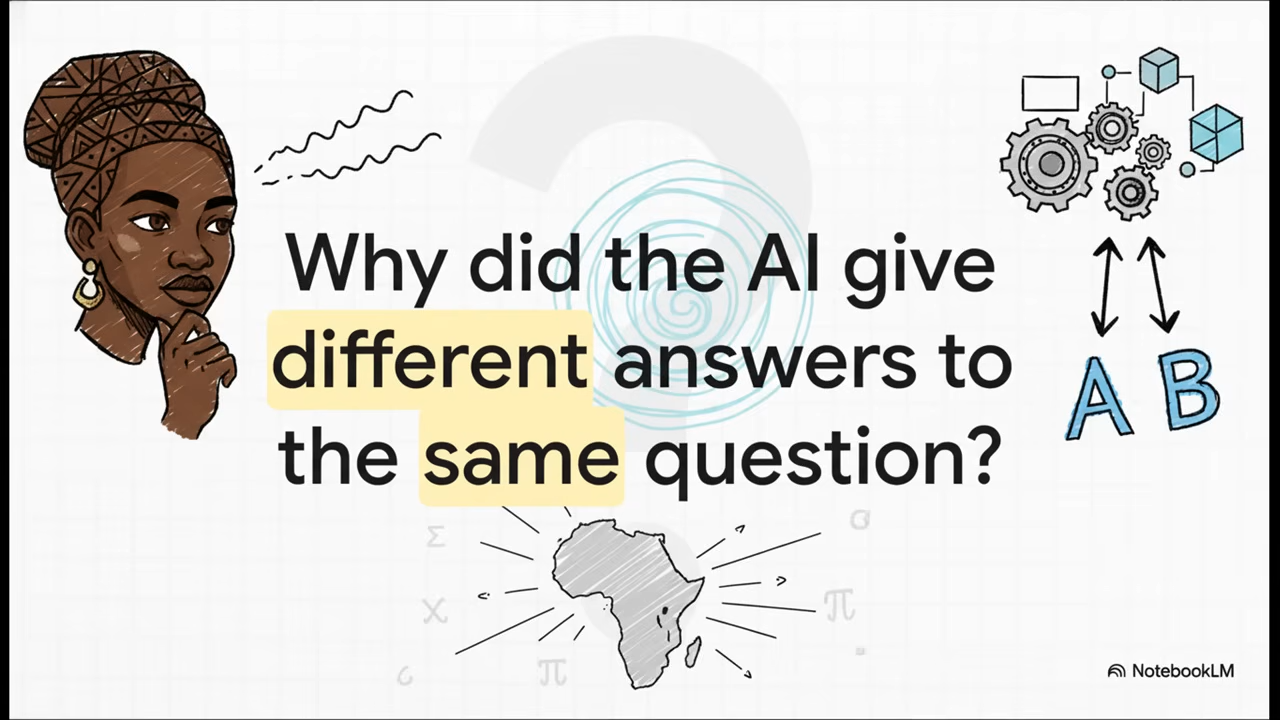 Why did the AI give
different answers to
the same question?
A B
Σ
X
π
π
NotebookLM